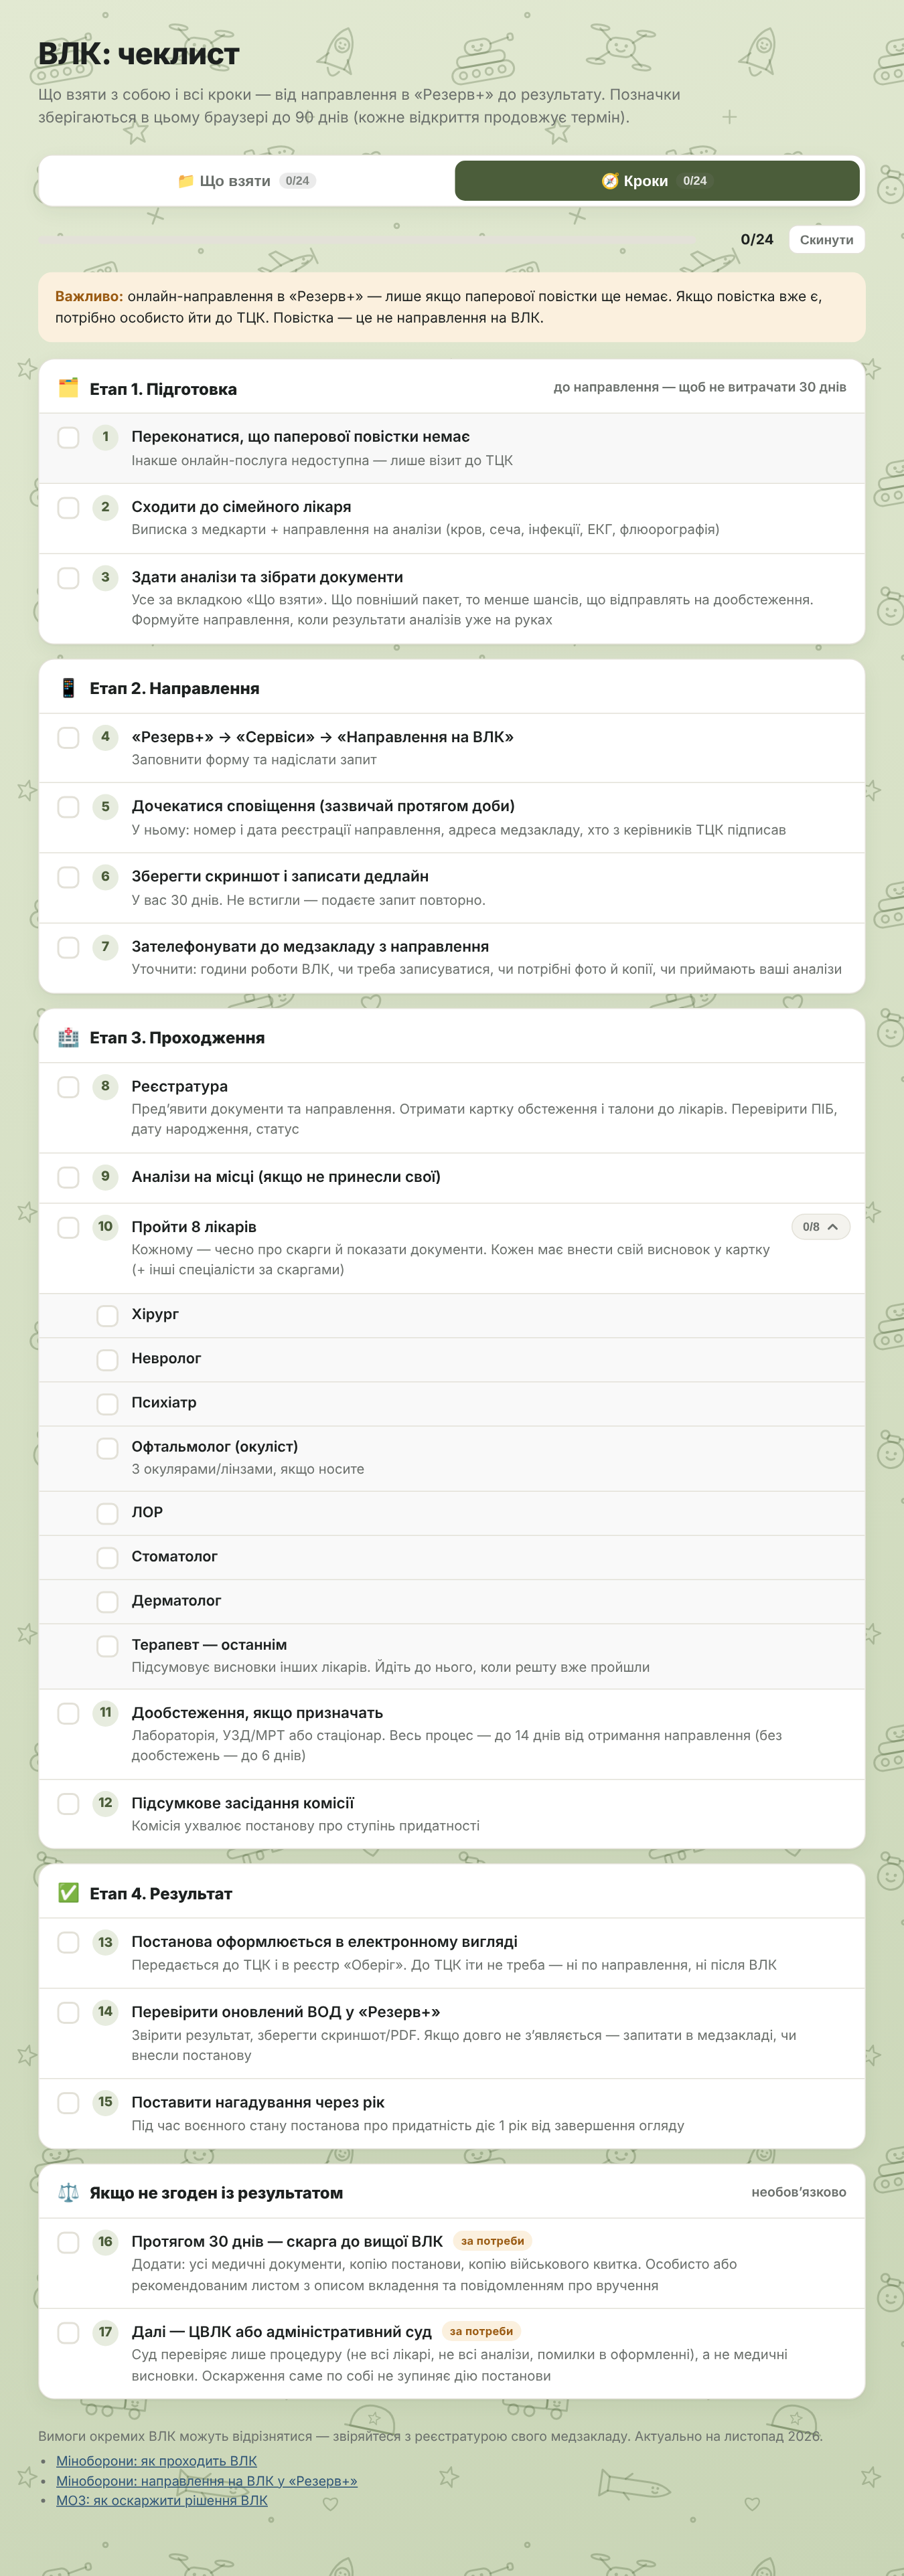 ВЛК: чеклист
Що взяти з собою і всі кроки — від направлення в «Резерв+» до результату. Позначки
зберігаються в цьому браузері до 90 днів (кожне відкриття продовжує термін).
📁 Що взяти 0/24
🧭 Кроки 0/24
0/24 Скинути
Важливо: онлайн-направлення в «Резерв+» — лише якщо паперової повістки ще немає. Якщо повістка вже є,
потрібно особисто йти до ТЦК. Повістка — це не направлення на ВЛК.
🗂️ Етап 1. Підготовка до направлення — щоб не витрачати 30 днів
1 Переконатися, що паперової повістки немає
Інакше онлайн-послуга недоступна — лише візит до ТЦК
2 Сходити до сімейного лікаря
Виписка з медкарти + направлення на аналізи (кров, сеча, інфекції, ЕКГ, флюорографія)
3 Здати аналізи та зібрати документи
Усе за вкладкою «Що взяти». Що повніший пакет, то менше шансів, що відправлять на дообстеження.
Формуйте направлення, коли результати аналізів уже на руках
📱 Етап 2. Направлення
4 «Резерв+» → «Сервіси» → «Направлення на ВЛК»
Заповнити форму та надіслати запит
5 Дочекатися сповіщення (зазвичай протягом доби)
У ньому: номер і дата реєстрації направлення, адреса медзакладу, хто з керівників ТЦК підписав
6 Зберегти скриншот і записати дедлайн
У вас 30 днів. Не встигли — подаєте запит повторно.
7 Зателефонувати до медзакладу з направлення
Уточнити: години роботи ВЛК, чи треба записуватися, чи потрібні фото й копії, чи приймають ваші аналізи
🏥 Етап 3. Проходження
8 Реєстратура
Пред’явити документи та направлення. Отримати картку обстеження і талони до лікарів. Перевірити ПІБ,
дату народження, статус
9 Аналізи на місці (якщо не принесли свої)
10 Пройти 8 лікарів 0/8
Кожному — чесно про скарги й показати документи. Кожен має внести свій висновок у картку
(+ інші спеціалісти за скаргами)
Хірург
Невролог
Психіатр
Офтальмолог (окуліст)
З окулярами/лінзами, якщо носите
ЛОР
Стоматолог
Дерматолог
Терапевт — останнім
Підсумовує висновки інших лікарів. Йдіть до нього, коли решту вже пройшли
11 Дообстеження, якщо призначать
Лабораторія, УЗД/МРТ або стаціонар. Весь процес — до 14 днів від отримання направлення (без
дообстежень — до 6 днів)
12 Підсумкове засідання комісії
Комісія ухвалює постанову про ступінь придатності
✅ Етап 4. Результат
13 Постанова оформлюється в електронному вигляді
Передається до ТЦК і в реєстр «Оберіг». До ТЦК іти не треба — ні по направлення, ні після ВЛК
14 Перевірити оновлений ВОД у «Резерв+»
Звірити результат, зберегти скриншот/PDF. Якщо довго не з’являється — запитати в медзакладі, чи
внесли постанову
15 Поставити нагадування через рік
Під час воєнного стану постанова про придатність діє 1 рік від завершення огляду
⚖️ Якщо не згоден із результатом необов’язково
16 Протягом 30 днів — скарга до вищої ВЛК за потреби
Додати: усі медичні документи, копію постанови, копію військового квитка. Особисто або
рекомендованим листом з описом вкладення та повідомленням про вручення
17 Далі — ЦВЛК або адміністративний суд за потреби
Суд перевіряє лише процедуру (не всі лікарі, не всі аналізи, помилки в оформленні), а не медичні
висновки. Оскарження саме по собі не зупиняє дію постанови
Вимоги окремих ВЛК можуть відрізнятися — звіряйтеся з реєстратурою свого медзакладу. Актуально на листопад 2026.
• Міноборони: як проходить ВЛК
• Міноборони: направлення на ВЛК у «Резерв+»
• МОЗ: як оскаржити рішення ВЛК